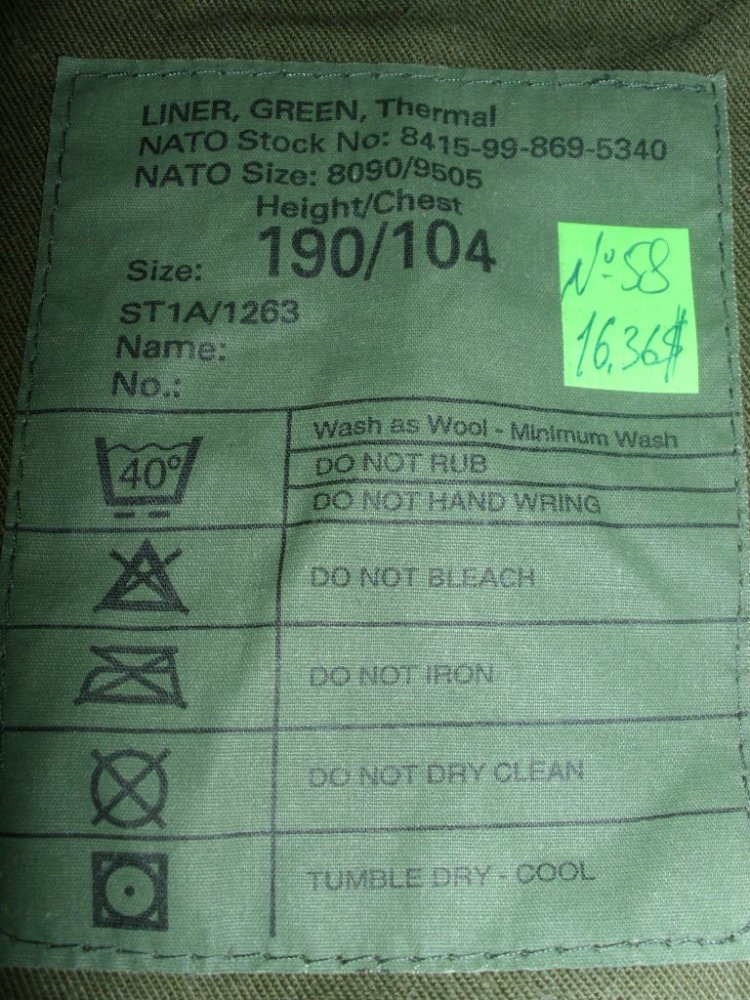 LINER, GREEN, Thermal
NATO Stock No: 8415-99-869-5340
NATO Size: 8090/9505
Height/Chest
Size: 190/104
ST1A/1263
Name:
No.:
№ 58
16,36$
40°
Wash as Wool - Minimum Wash
DO NOT RUB
DO NOT HAND WRING
DO NOT BLEACH
DO NOT IRON
DO NOT DRY CLEAN
TUMBLE DRY - COOL